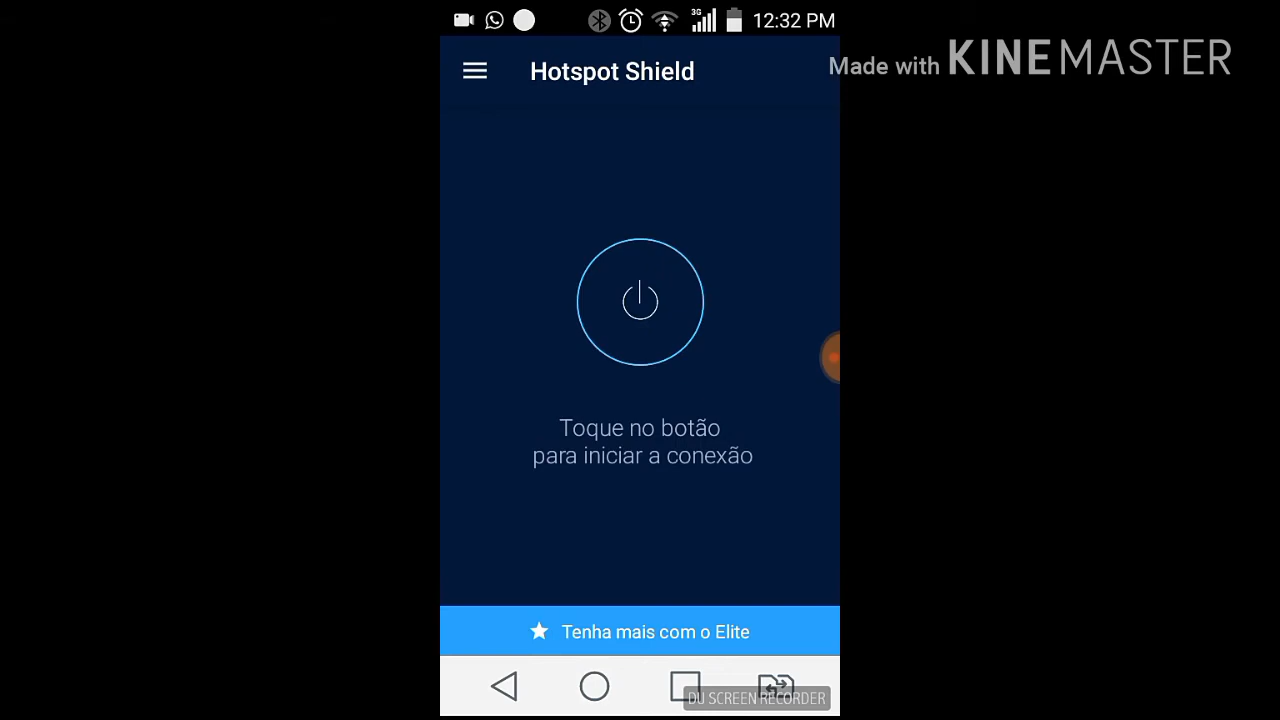 3G
12:32 PM
Hotspot Shield
Made with KINEMASTER
Toque no botão
para iniciar a conexão
Tenha mais com o Elite
DU SCREEN RECORDER